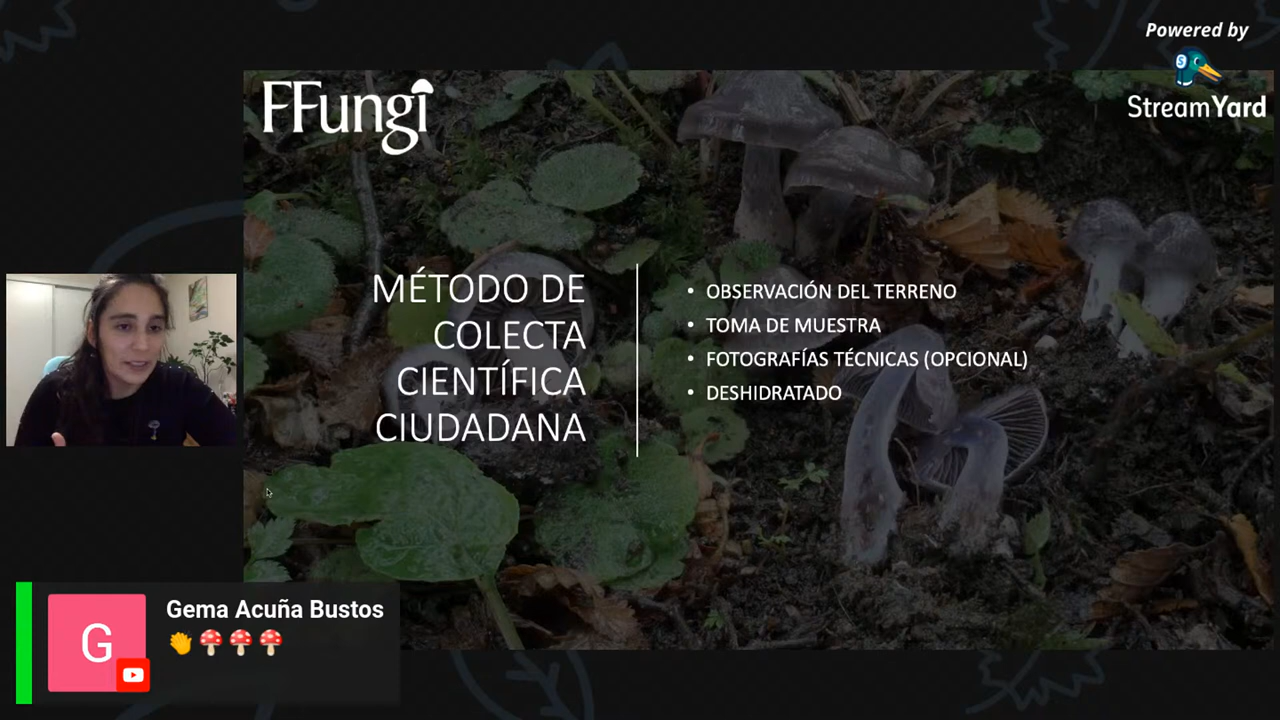 Powered by
StreamYard
FFungi
MÉTODO DE
COLECTA
CIENTÍFICA
CIUDADANA
• OBSERVACIÓN DEL TERRENO
• TOMA DE MUESTRA
• FOTOGRAFÍAS TÉCNICAS (OPCIONAL)
• DESHIDRATADO
G
Gema Acuña Bustos
👏🍄🍄🍄